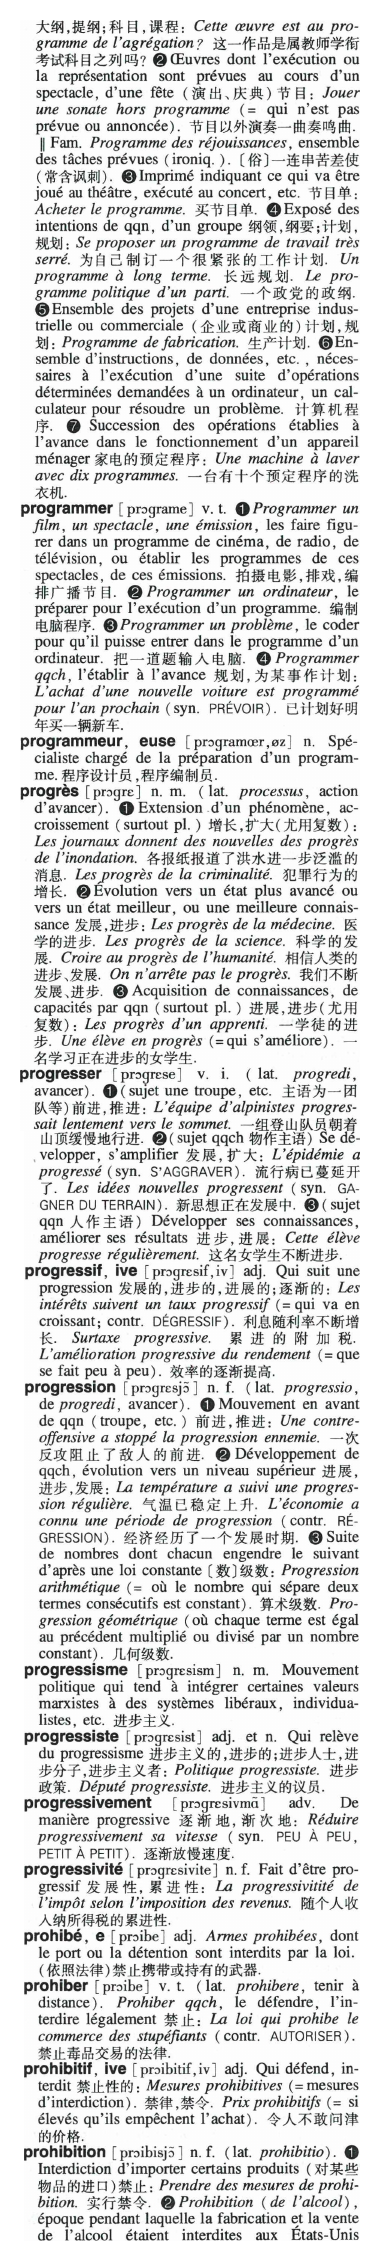 大纲,提纲;科目,课程: Cette œuvre est au pro-
gramme de l'agrégation? 这一作品是属教师学衔
考试科目之列吗? ❷ Œuvres dont l'exécution ou
la représentation sont prévues au cours d'un
spectacle, d'une fête (演出、庆典) 节目: Jouer
une sonate hors programme (= qui n'est pas
prévue ou annoncée). 节目以外演奏一曲奏鸣曲.
‖ Fam. Programme des réjouissances, ensemble
des tâches prévues (ironiq.). 〔俗〕一连串苦差使
(常含讽刺). ❸ Imprimé indiquant ce qui va être
joué au théâtre, exécuté au concert, etc. 节目单:
Acheter le programme. 买节目单. ❹ Exposé des
intentions de qqn, d'un groupe 纲领,纲要;计划,
规划: Se proposer un programme de travail très
serré. 为自己制订一个很紧张的工作计划. Un
programme à long terme. 长远规划. Le pro-
gramme politique d'un parti. 一个政党的政纲.
❺ Ensemble des projets d'une entreprise indus-
trielle ou commerciale (企业或商业的)计划,规
划: Programme de fabrication. 生产计划. ❻ En-
semble d'instructions, de données, etc., néces-
saires à l'exécution d'une suite d'opérations
déterminées demandées à un ordinateur, un cal-
culateur pour résoudre un problème. 计算机程
序. ❼ Succession des opérations établies à
l'avance dans le fonctionnement d'un appareil
ménager 家电的预定程序: Une machine à laver
avec dix programmes. 一台有十个预定程序的洗
衣机.
programmer [prɔgrame] v. t. ❶ Programmer un
film, un spectacle, une émission, les faire figu-
rer dans un programme de cinéma, de radio, de
télévision, ou établir les programmes de ces
spectacles, de ces émissions. 拍摄电影,排戏,编
排广播节目. ❷ Programmer un ordinateur, le
préparer pour l'exécution d'un programme. 编制
电脑程序. ❸ Programmer un problème, le coder
pour qu'il puisse entrer dans le programme d'un
ordinateur. 把一道题输入电脑. ❹ Programmer
qqch, l'établir à l'avance 规划,为某事作计划:
L'achat d'une nouvelle voiture est programmé
pour l'an prochain (syn. PRÉVOIR). 已计划好明
年买一辆新车.
programmeur, euse [prɔgramœr,øz] n. Spé-
cialiste chargé de la préparation d'un program-
me. 程序设计员,程序编制员.
progrès [prɔgrɛ] n. m. (lat. processus, action
d'avancer). ❶ Extension d'un phénomène, ac-
croissement (surtout pl.) 增长,扩大(尤用复数):
Les journaux donnent des nouvelles des progrès
de l'inondation. 各报纸报道了洪水进一步泛滥的
消息. Les progrès de la criminalité. 犯罪行为的
增长. ❷ Évolution vers un état plus avancé ou
vers un état meilleur, ou une meilleure connais-
sance 发展,进步: Les progrès de la médecine. 医
学的进步. Les progrès de la science. 科学的发
展. Croire au progrès de l'humanité. 相信人类的
进步、发展. On n'arrête pas le progrès. 我们不断
发展、进步. ❸ Acquisition de connaissances, de
capacités par qqn (surtout pl.) 进展,进步(尤用
复数): Les progrès d'un apprenti. 一学徒的进
步. Une élève en progrès (= qui s'améliore). 一
名学习正在进步的女学生.
progresser [prɔgrɛse] v. i. (lat. progredi,
avancer). ❶ (sujet une troupe, etc. 主语为一团
队等)前进,推进: L'équipe d'alpinistes progres-
sait lentement vers le sommet. 一组登山队员朝着
山顶缓慢地行进. ❷ (sujet qqch 物作主语) Se dé-
velopper, s'amplifier 发展,扩大: L'épidémie a
progressé (syn. S'AGGRAVER). 流行病已蔓延开
了. Les idées nouvelles progressent (syn. GA-
GNER DU TERRAIN). 新思想正在发展中. ❸ (sujet
qqn 人作主语) Développer ses connaissances,
améliorer ses résultats 进步,进展: Cette élève
progresse régulièrement. 这名女学生不断进步.
progressif, ive [prɔgrɛsif,iv] adj. Qui suit une
progression 发展的,进步的,进展的;逐渐的: Les
intérêts suivent un taux progressif (= qui va en
croissant; contr. DÉGRESSIF). 利息随利率不断增
长. Surtaxe progressive. 累进的附加税.
L'amélioration progressive du rendement (= que
se fait peu à peu). 效率的逐渐提高.
progression [prɔgrɛsjɔ̃] n. f. (lat. progressio,
de progredi, avancer). ❶ Mouvement en avant
de qqn (troupe, etc.) 前进,推进: Une contre-
offensive a stoppé la progression ennemie. 一次
反攻阻止了敌人的前进. ❷ Développement de
qqch, évolution vers un niveau supérieur 进展,
进步,发展: La température a suivi une progres-
sion régulière. 气温已稳定上升. L'économie a
connu une période de progression (contr. RÉ-
GRESSION). 经济经历了一个发展时期. ❸ Suite
de nombres dont chacun engendre le suivant
d'après une loi constante〔数〕级数: Progression
arithmétique (= où le nombre qui sépare deux
termes consécutifs est constant). 算术级数. Pro-
gression géométrique (où chaque terme est égal
au précédent multiplié ou divisé par un nombre
constant). 几何级数.
progressisme [prɔgrɛsism] n. m. Mouvement
politique qui tend à intégrer certaines valeurs
marxistes à des systèmes libéraux, individua-
listes, etc. 进步主义.
progressiste [prɔgrɛsist] adj. et n. Qui relève
du progressisme 进步主义的,进步的;进步人士,进
步分子,进步主义者: Politique progressiste. 进步
政策. Député progressiste. 进步主义的议员.
progressivement [prɔgrɛsivmɑ̃] adv. De
manière progressive 逐渐地,渐次地: Réduire
progressivement sa vitesse (syn. PEU À PEU,
PETIT À PETIT). 逐渐放慢速度.
progressivité [prɔgrɛsivite] n. f. Fait d'être pro-
gressif 发展性,累进性: La progressivitité de
l'impôt selon l'imposition des revenus. 随个人收
入纳所得税的累进性.
prohibé, e [prɔibe] adj. Armes prohibées, dont
le port ou la détention sont interdits par la loi.
(依照法律)禁止携带或持有的武器.
prohiber [prɔibe] v. t. (lat. prohibere, tenir à
distance). Prohiber qqch, le défendre, l'in-
terdire légalement 禁止: La loi qui prohibe le
commerce des stupéfiants (contr. AUTORISER).
禁止毒品交易的法律.
prohibitif, ive [prɔibitif,iv] adj. Qui défend, in-
terdit 禁止性的: Mesures prohibitives (= mesures
d'interdiction). 禁律,禁令. Prix prohibitifs (= si
élevés qu'ils empêchent l'achat). 令人不敢问津
的价格.
prohibition [prɔibisjɔ̃] n. f. (lat. prohibitio). ❶
Interdiction d'importer certains produits (对某些
物品的进口)禁止: Prendre des mesures de prohi-
bition. 实行禁令. ❷ Prohibition (de l'alcool),
époque pendant laquelle la fabrication et la vente
de l'alcool étaient interdites aux États-Unis